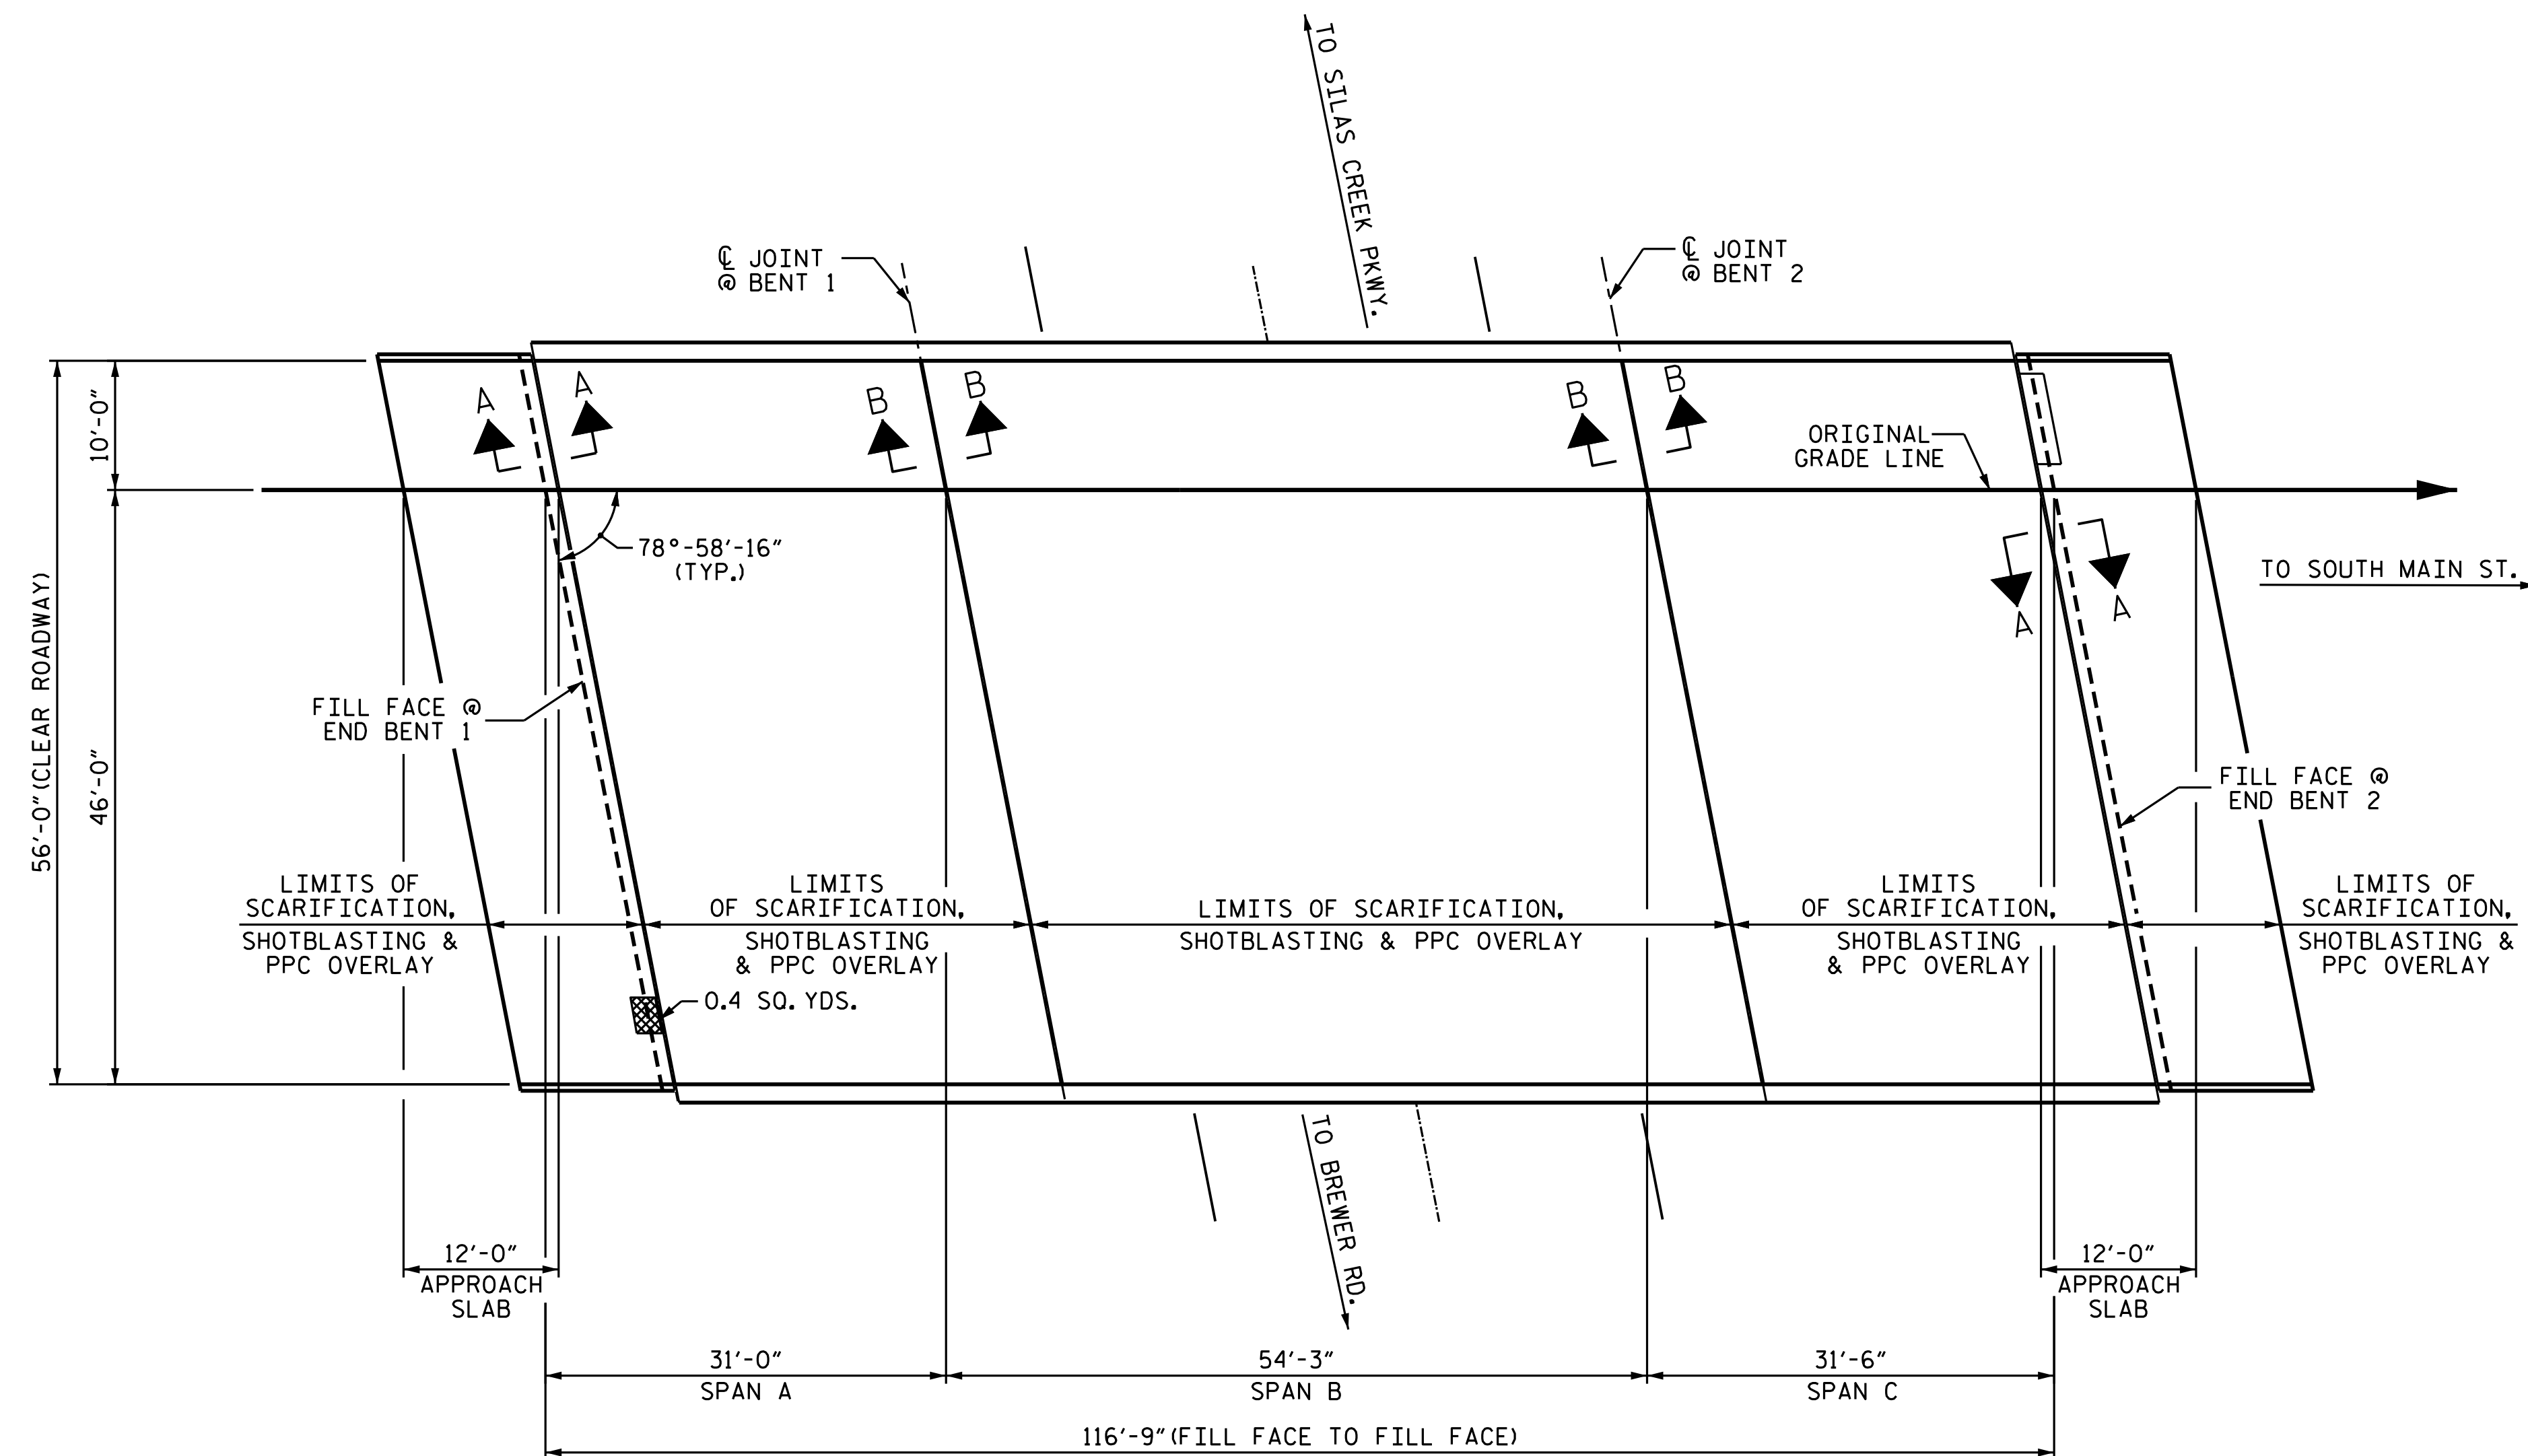 TO SILAS CREEK PKWY.
℄ JOINT
@ BENT 1
℄ JOINT
@ BENT 2
A
A
B
B
B
B
ORIGINAL
GRADE LINE
10'-0"
78°-58'-16"
(TYP.)
TO SOUTH MAIN ST.
A
A
56'-0" (CLEAR ROADWAY)
46'-0"
FILL FACE @
END BENT 1
FILL FACE @
END BENT 2
LIMITS OF
SCARIFICATION,
SHOTBLASTING &
PPC OVERLAY
LIMITS
OF SCARIFICATION,
SHOTBLASTING
& PPC OVERLAY
LIMITS OF SCARIFICATION,
SHOTBLASTING & PPC OVERLAY
LIMITS
OF SCARIFICATION,
SHOTBLASTING
& PPC OVERLAY
LIMITS OF
SCARIFICATION,
SHOTBLASTING &
PPC OVERLAY
0.4 SQ. YDS.
TO BREWER RD.
12'-0"
APPROACH
SLAB
12'-0"
APPROACH
SLAB
31'-0"
SPAN A
54'-3"
SPAN B
31'-6"
SPAN C
116'-9" (FILL FACE TO FILL FACE)